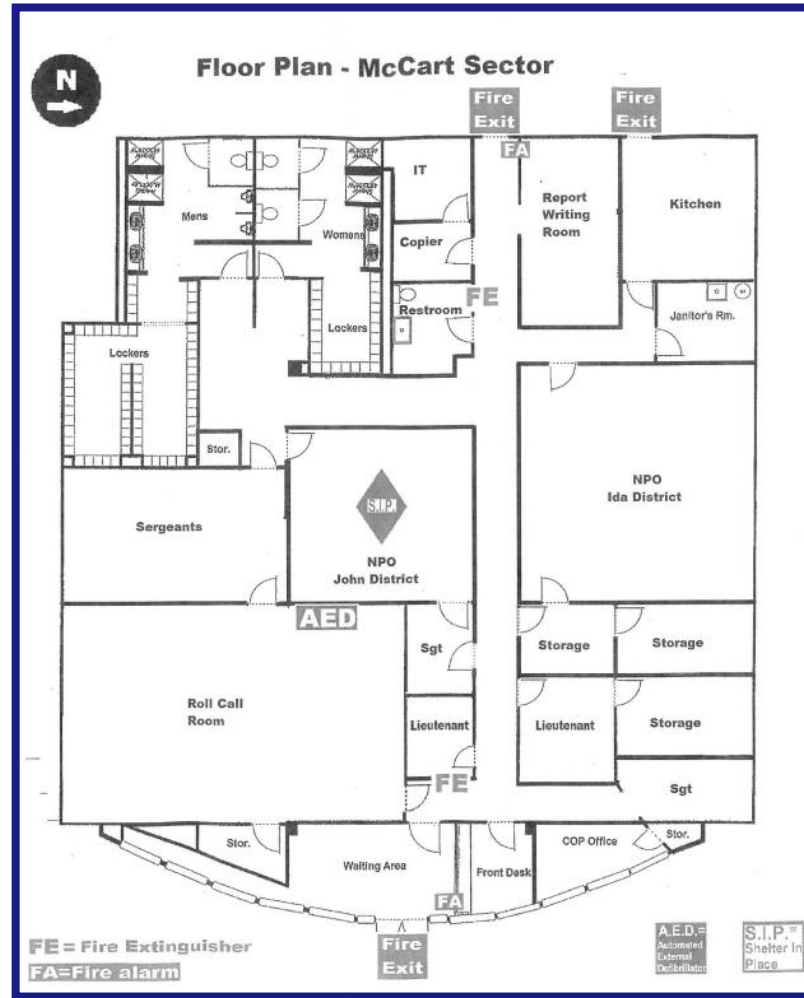 Floor Plan - McCart Sector
N
Fire
Exit
Fire
Exit
FA
IT
Report
Writing
Room
Kitchen
Mens
Womens
Copier
FE
Restroom
Janitor's Rm.
Lockers
Lockers
Stor.
S.I.P.
NPO
Ida District
Sergeants
NPO
John District
AED
Sgt
Storage
Storage
Roll Call
Room
Lieutenant
Lieutenant
Storage
FE
Sgt
Stor.
Waiting Area
Front Desk
COP Office
Stor.
FA
Fire
Exit
FE = Fire Extinguisher
FA=Fire alarm
A.E.D.=
Automated
External
Defibrillator
S.I.P.=
Shelter In
Place